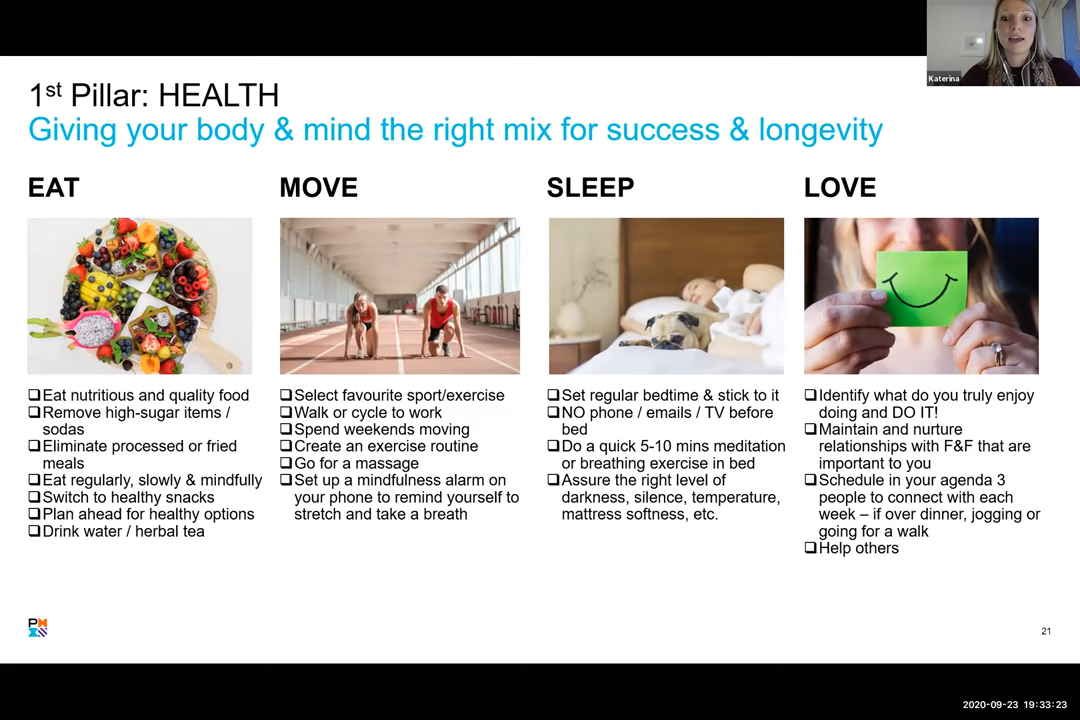 Katerina
1st Pillar: HEALTH
Giving your body & mind the right mix for success & longevity
EAT
❑Eat nutritious and quality food
❑Remove high-sugar items /
sodas
❑Eliminate processed or fried
meals
❑Eat regularly, slowly & mindfully
❑Switch to healthy snacks
❑Plan ahead for healthy options
❑Drink water / herbal tea
MOVE
❑Select favourite sport/exercise
❑Walk or cycle to work
❑Spend weekends moving
❑Create an exercise routine
❑Go for a massage
❑Set up a mindfulness alarm on
your phone to remind yourself to
stretch and take a breath
SLEEP
❑Set regular bedtime & stick to it
❑NO phone / emails / TV before
bed
❑Do a quick 5-10 mins meditation
or breathing exercise in bed
❑Assure the right level of
darkness, silence, temperature,
mattress softness, etc.
LOVE
❑Identify what do you truly enjoy
doing and DO IT!
❑Maintain and nurture
relationships with F&F that are
important to you
❑Schedule in your agenda 3
people to connect with each
week – if over dinner, jogging or
going for a walk
❑Help others
21
2020-09-23 19:33:23